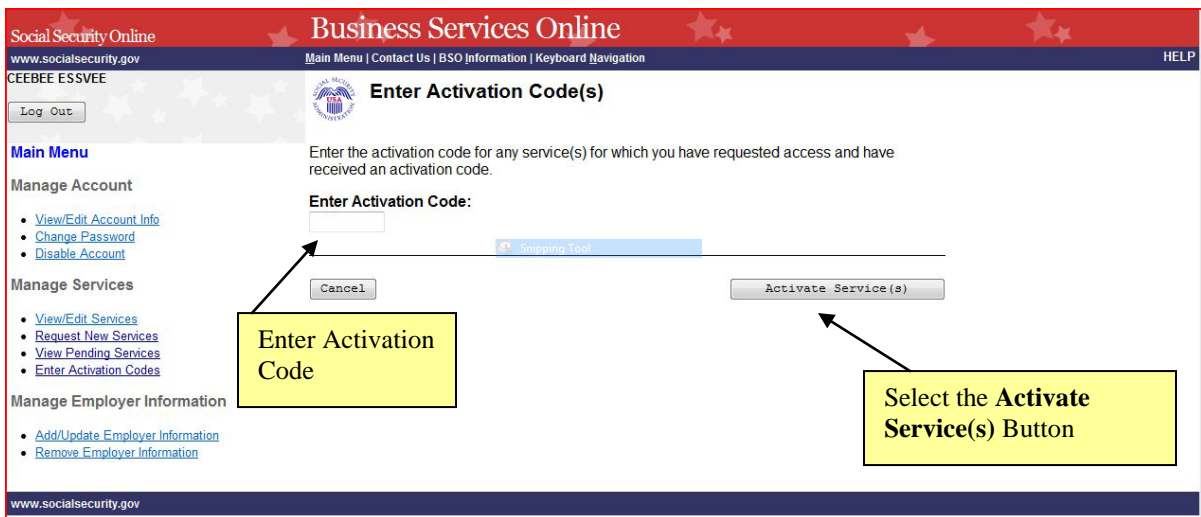 Social Security Online
Business Services Online
www.socialsecurity.gov
Main Menu | Contact Us | BSO Information | Keyboard Navigation
HELP
CEEBEE ESSVEE
Log Out
Main Menu
Manage Account
View/Edit Account Info
Change Password
Disable Account
Manage Services
View/Edit Services
Request New Services
View Pending Services
Enter Activation Codes
Manage Employer Information
Add/Update Employer Information
Remove Employer Information
SOCIAL SECURITY ADMINISTRATION
USA
Enter Activation Code(s)
Enter the activation code for any service(s) for which you have requested access and have
received an activation code.
Enter Activation Code:
Snipping Tool
Cancel
Activate Service(s)
Enter Activation
Code
Select the Activate
Service(s) Button
www.socialsecurity.gov